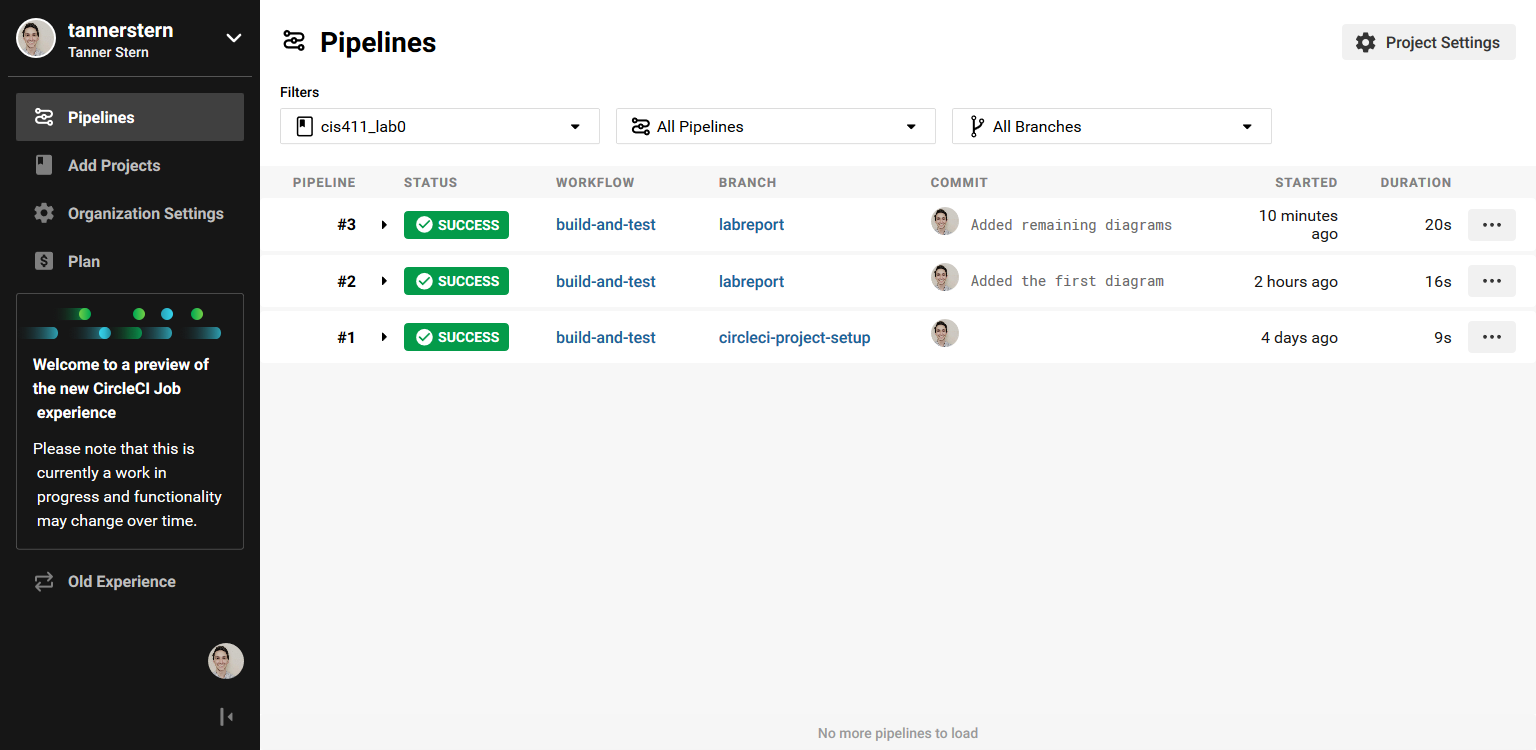 tannerstern
Tanner Stern
Pipelines
Add Projects
Organization Settings
Plan
Welcome to a preview of
the new CircleCI Job
experience
Please note that this is
currently a work in
progress and functionality
may change over time.
Old Experience
Pipelines
Project Settings
Filters
cis411_lab0
All Pipelines
All Branches
PIPELINE STATUS WORKFLOW BRANCH COMMIT STARTED DURATION
#3 SUCCESS build-and-test labreport Added remaining diagrams 10 minutes
ago 20s
#2 SUCCESS build-and-test labreport Added the first diagram 2 hours ago 16s
#1 SUCCESS build-and-test circleci-project-setup 4 days ago 9s
No more pipelines to load